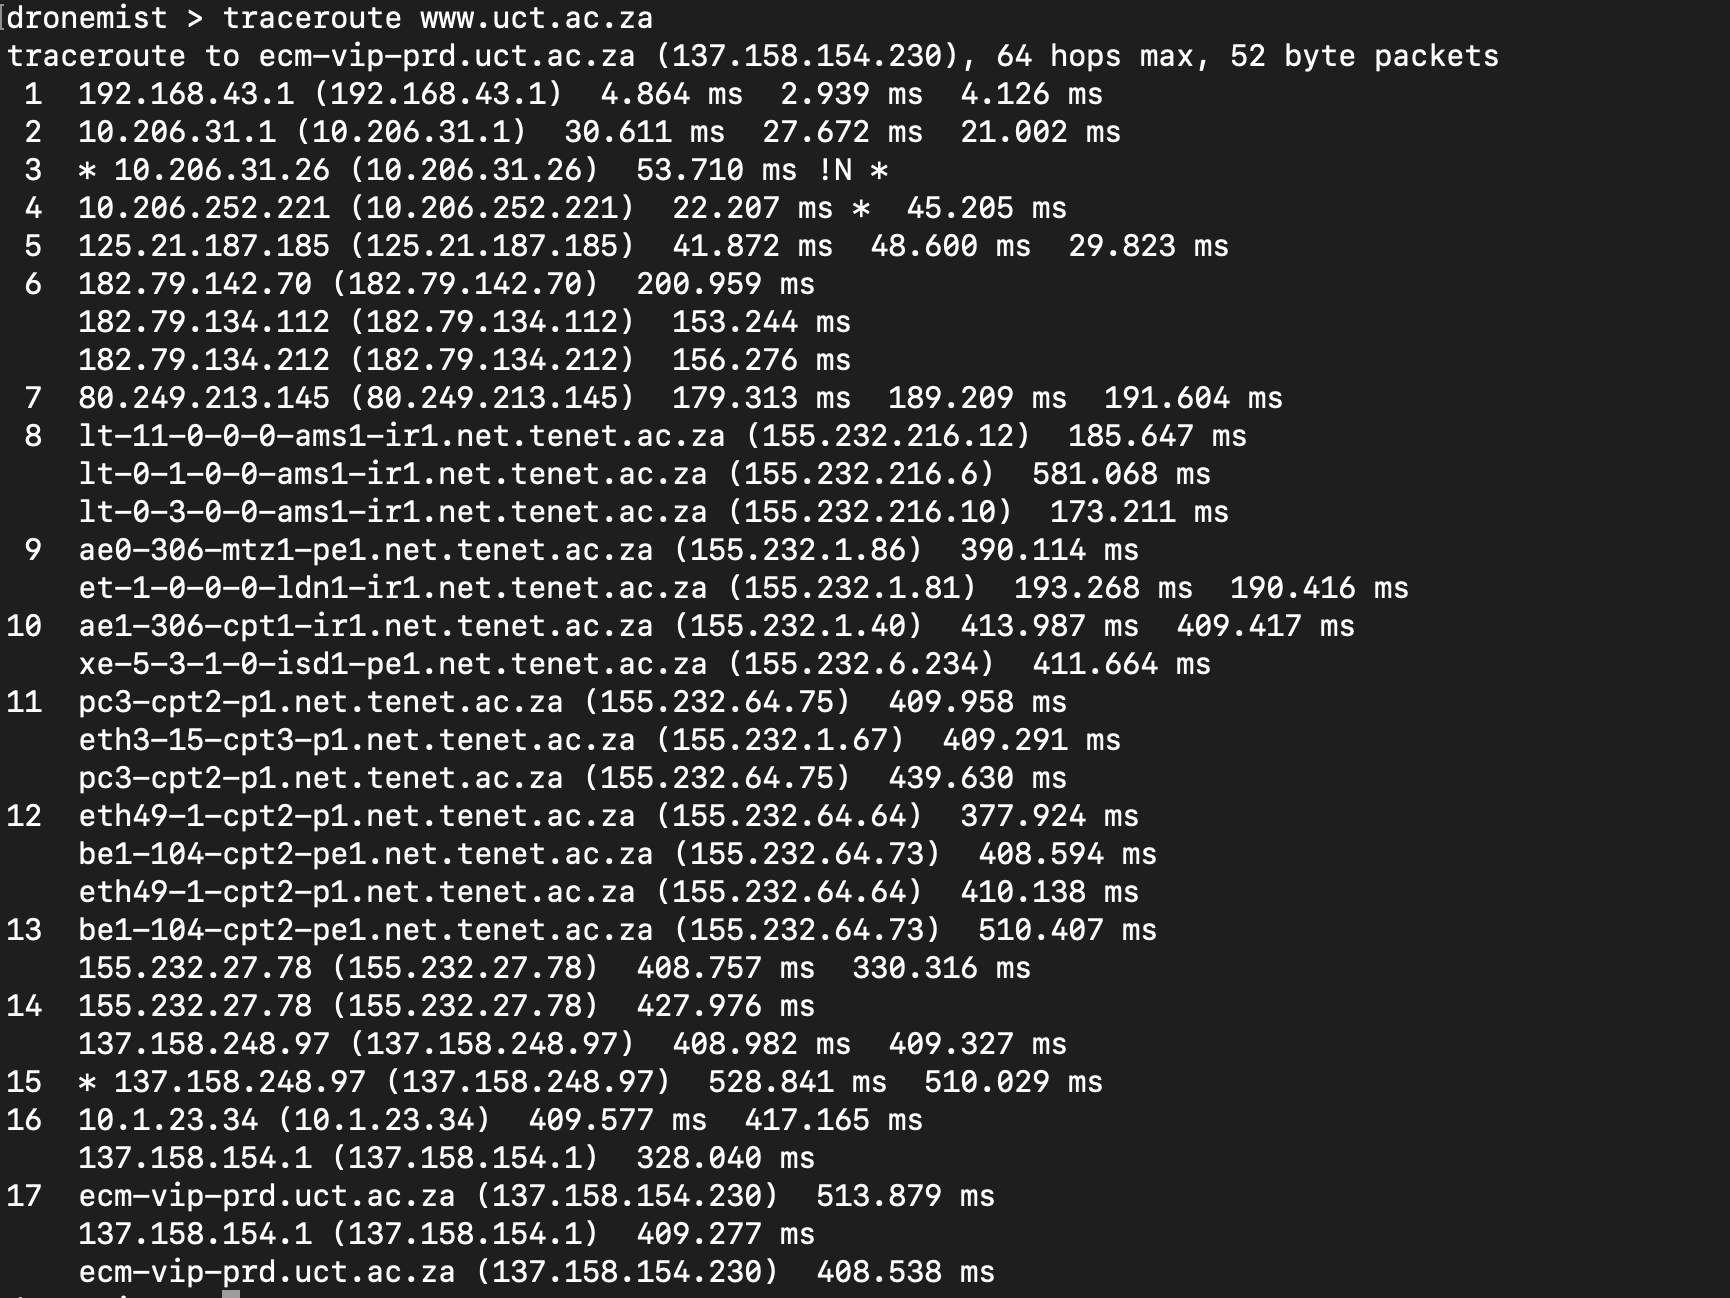 dronemist > traceroute www.uct.ac.za
traceroute to ecm-vip-prd.uct.ac.za (137.158.154.230), 64 hops max, 52 byte packets
 1  192.168.43.1 (192.168.43.1)  4.864 ms  2.939 ms  4.126 ms
 2  10.206.31.1 (10.206.31.1)  30.611 ms  27.672 ms  21.002 ms
 3  * 10.206.31.26 (10.206.31.26)  53.710 ms !N *
 4  10.206.252.221 (10.206.252.221)  22.207 ms *  45.205 ms
 5  125.21.187.185 (125.21.187.185)  41.872 ms  48.600 ms  29.823 ms
 6  182.79.142.70 (182.79.142.70)  200.959 ms
    182.79.134.112 (182.79.134.112)  153.244 ms
    182.79.134.212 (182.79.134.212)  156.276 ms
 7  80.249.213.145 (80.249.213.145)  179.313 ms  189.209 ms  191.604 ms
 8  lt-11-0-0-0-ams1-ir1.net.tenet.ac.za (155.232.216.12)  185.647 ms
    lt-0-1-0-0-ams1-ir1.net.tenet.ac.za (155.232.216.6)  581.068 ms
    lt-0-3-0-0-ams1-ir1.net.tenet.ac.za (155.232.216.10)  173.211 ms
 9  ae0-306-mtz1-pe1.net.tenet.ac.za (155.232.1.86)  390.114 ms
    et-1-0-0-0-ldn1-ir1.net.tenet.ac.za (155.232.1.81)  193.268 ms  190.416 ms
10  ae1-306-cpt1-ir1.net.tenet.ac.za (155.232.1.40)  413.987 ms  409.417 ms
    xe-5-3-1-0-isd1-pe1.net.tenet.ac.za (155.232.6.234)  411.664 ms
11  pc3-cpt2-p1.net.tenet.ac.za (155.232.64.75)  409.958 ms
    eth3-15-cpt3-p1.net.tenet.ac.za (155.232.1.67)  409.291 ms
    pc3-cpt2-p1.net.tenet.ac.za (155.232.64.75)  439.630 ms
12  eth49-1-cpt2-p1.net.tenet.ac.za (155.232.64.64)  377.924 ms
    be1-104-cpt2-pe1.net.tenet.ac.za (155.232.64.73)  408.594 ms
    eth49-1-cpt2-p1.net.tenet.ac.za (155.232.64.64)  410.138 ms
13  be1-104-cpt2-pe1.net.tenet.ac.za (155.232.64.73)  510.407 ms
    155.232.27.78 (155.232.27.78)  408.757 ms  330.316 ms
14  155.232.27.78 (155.232.27.78)  427.976 ms
    137.158.248.97 (137.158.248.97)  408.982 ms  409.327 ms
15  * 137.158.248.97 (137.158.248.97)  528.841 ms  510.029 ms
16  10.1.23.34 (10.1.23.34)  409.577 ms  417.165 ms
    137.158.154.1 (137.158.154.1)  328.040 ms
17  ecm-vip-prd.uct.ac.za (137.158.154.230)  513.879 ms
    137.158.154.1 (137.158.154.1)  409.277 ms
    ecm-vip-prd.uct.ac.za (137.158.154.230)  408.538 ms